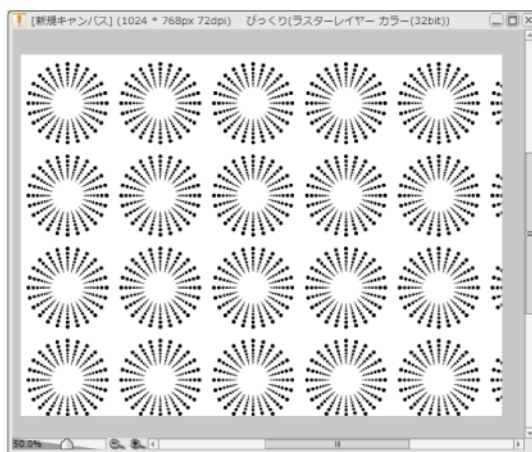 [新規キャンバス] (1024 * 768px 72dpi) びっくり(ラスターレイヤー カラー(32bit))
50.0%